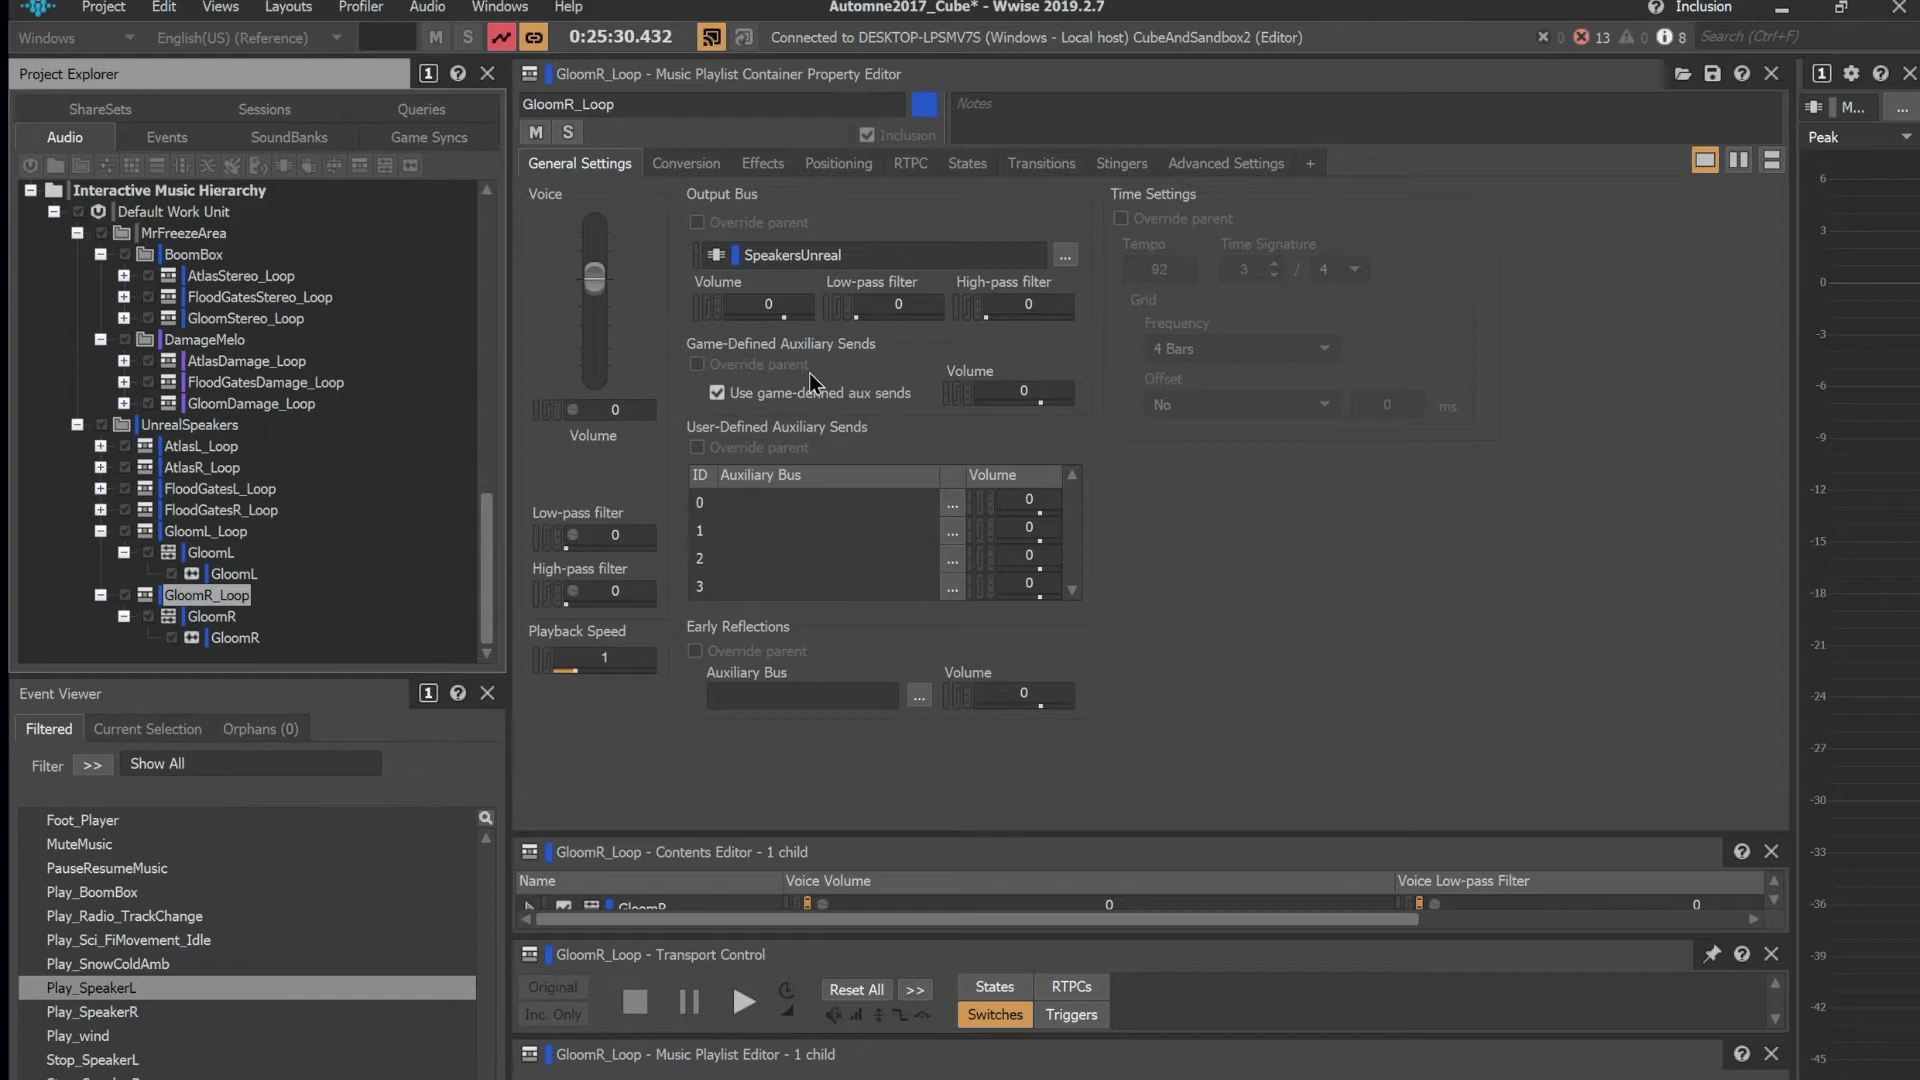 Project Edit Views Layouts Profiler Audio Windows Help
Automne2017_Cube* - Wwise 2019.2.7
Inclusion
Windows
English(US) (Reference)
M S
0:25:30.432
Connected to DESKTOP-LPSMV7S (Windows - Local host) CubeAndSandbox2 (Editor)
0 13 0 8
Search (Ctrl+F)
Project Explorer
1
ShareSets Sessions Queries
Audio Events SoundBanks Game Syncs
Interactive Music Hierarchy
Default Work Unit
MrFreezeArea
BoomBox
AtlasStereo_Loop
FloodGatesStereo_Loop
GloomStereo_Loop
DamageMelo
AtlasDamage_Loop
FloodGatesDamage_Loop
GloomDamage_Loop
UnrealSpeakers
AtlasL_Loop
AtlasR_Loop
FloodGatesL_Loop
FloodGatesR_Loop
GloomL_Loop
GloomL
GloomL
GloomR_Loop
GloomR
GloomR
Event Viewer
1
Filtered Current Selection Orphans (0)
Filter >> Show All
Foot_Player
MuteMusic
PauseResumeMusic
Play_BoomBox
Play_Radio_TrackChange
Play_Sci_FiMovement_Idle
Play_SnowColdAmb
Play_SpeakerL
Play_SpeakerR
Play_wind
Stop_SpeakerL
GloomR_Loop - Music Playlist Container Property Editor
GloomR_Loop
Notes
M S
Inclusion
General Settings Conversion Effects Positioning RTPC States Transitions Stingers Advanced Settings +
Voice
0
Volume
Low-pass filter
0
High-pass filter
0
Playback Speed
1
Output Bus
Override parent
SpeakersUnreal
...
Volume Low-pass filter High-pass filter
0 0 0
Game-Defined Auxiliary Sends
Override parent
Use game-defined aux sends
Volume
0
User-Defined Auxiliary Sends
Override parent
ID Auxiliary Bus Volume
0 ... 0
1 ... 0
2 ... 0
3 ... 0
Early Reflections
Override parent
Auxiliary Bus Volume
... 0
Time Settings
Override parent
Tempo Time Signature
92 3 / 4
Grid
Frequency
4 Bars
Offset
No 0 ms
GloomR_Loop - Contents Editor - 1 child
Name Voice Volume Voice Low-pass Filter
GloomR 0 0
GloomR_Loop - Transport Control
Original
Inc. Only
Reset All >>
States RTPCs
Switches Triggers
GloomR_Loop - Music Playlist Editor - 1 child
1
M... ...
Peak
6
3
0
-3
-6
-9
-12
-15
-18
-21
-24
-27
-30
-33
-36
-39
-42
-45